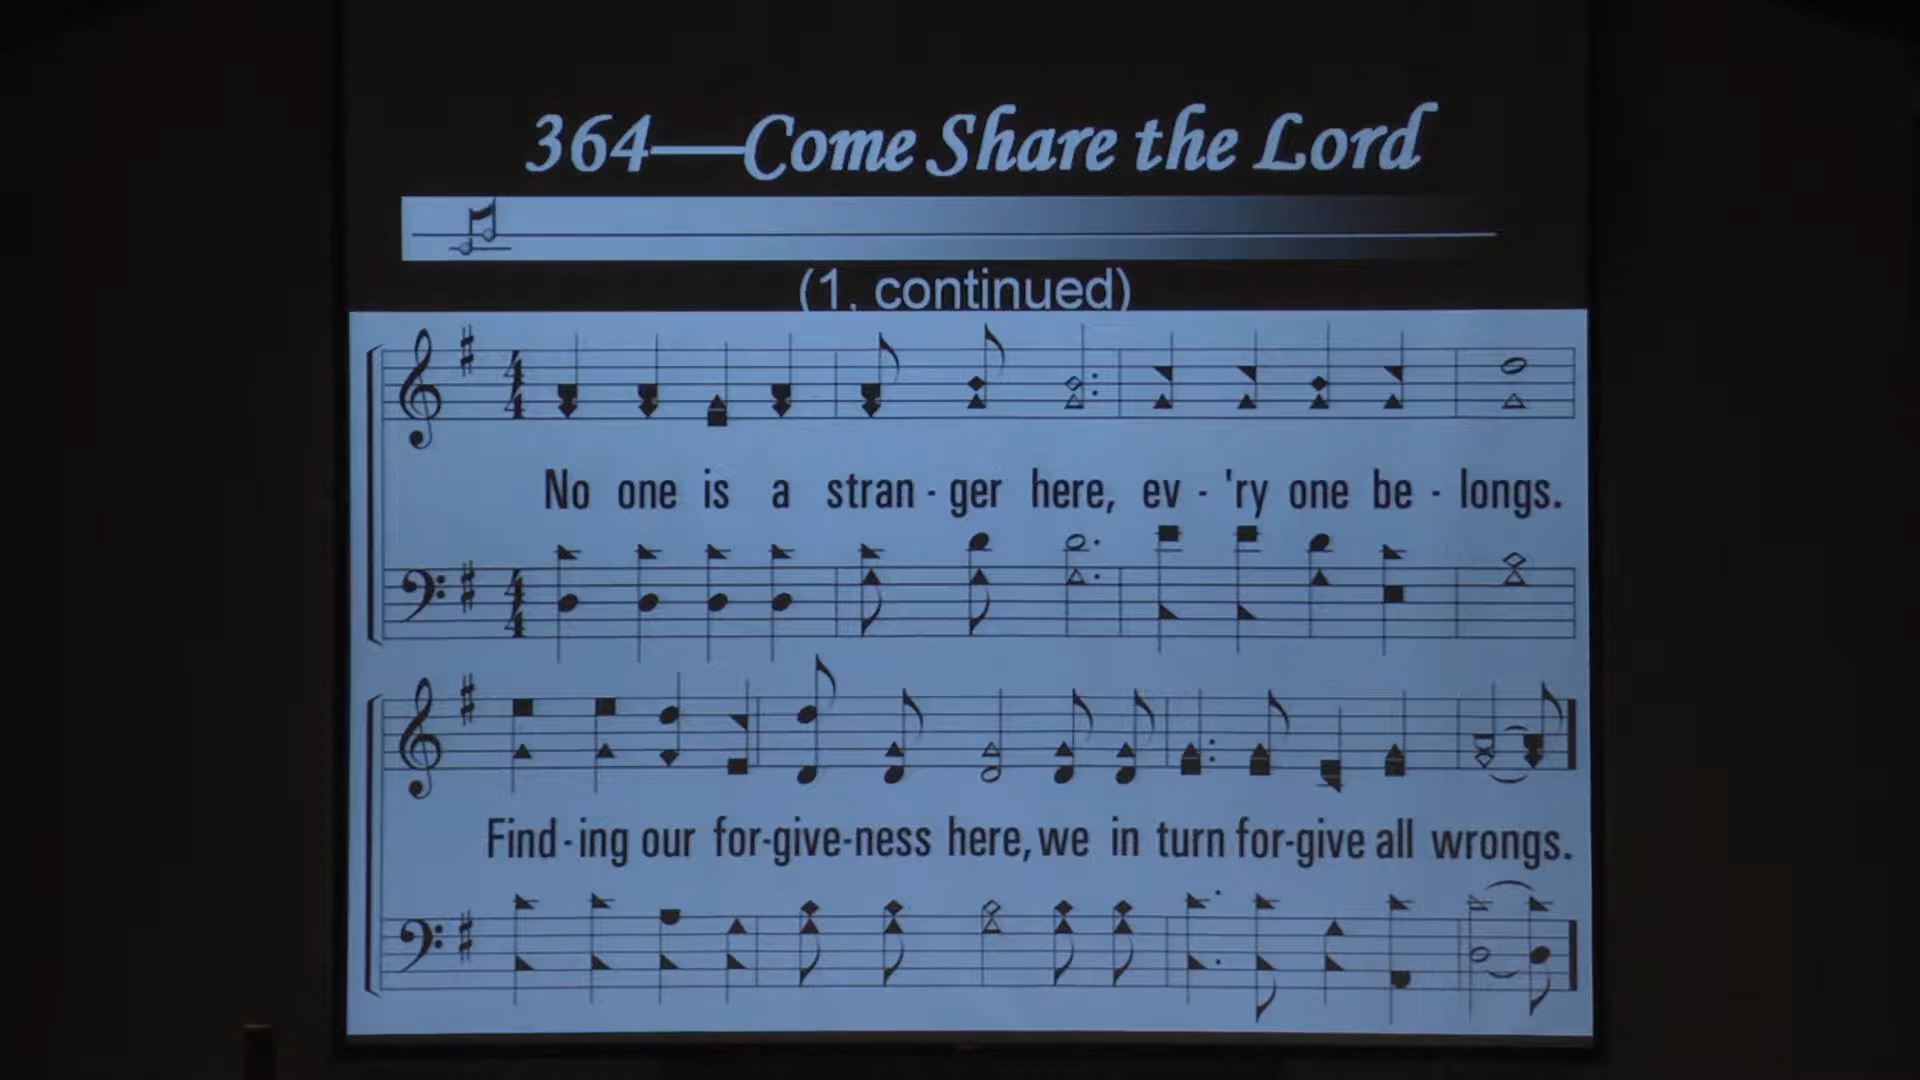 364—Come Share the Lord
(1, continued)
No one is a stran - ger here, ev - 'ry one be - longs.
Find - ing our for-give-ness here, we in turn for-give all wrongs.